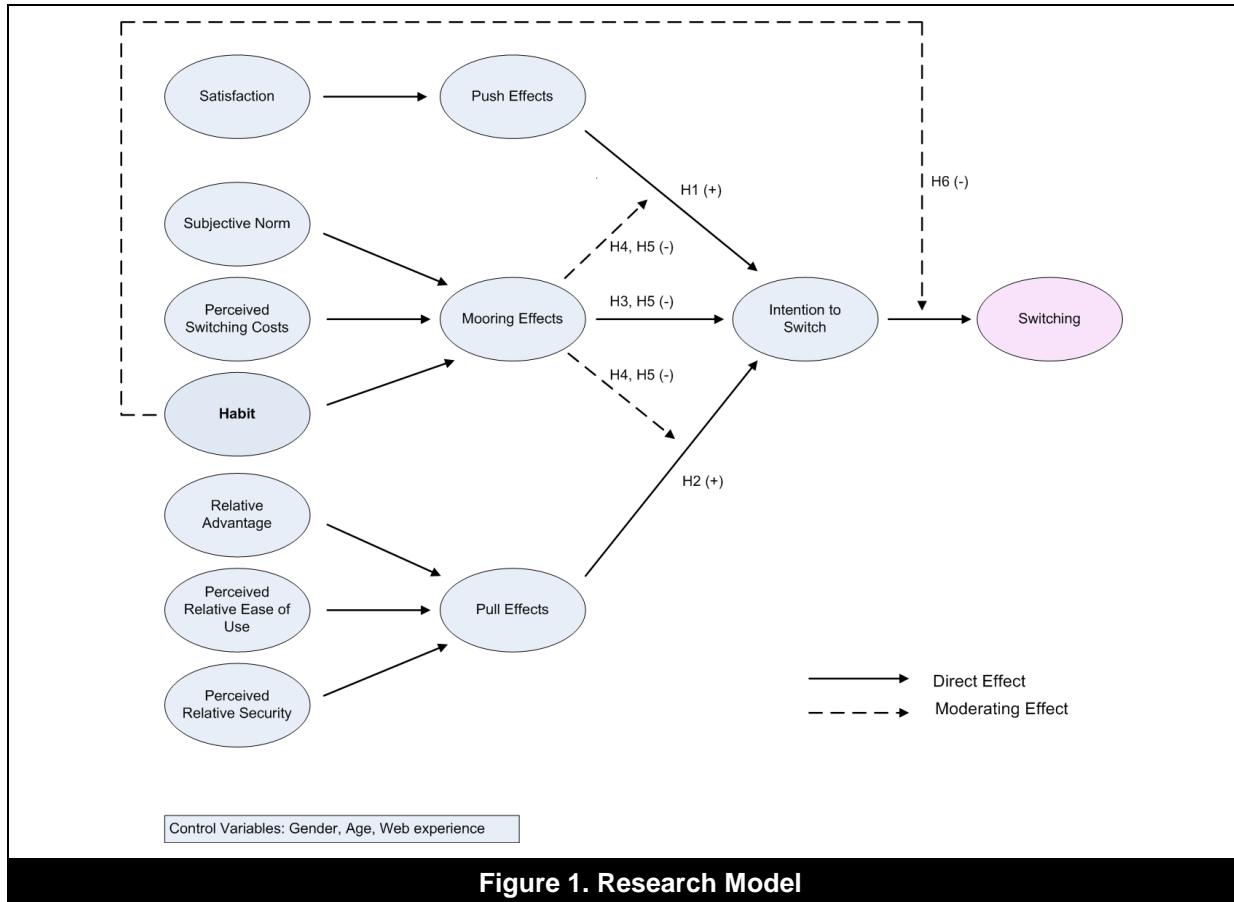 Satisfaction
Push Effects
H1 (+)
H6 (-)
Subjective Norm
H4, H5 (-)
Perceived
Switching Costs
Mooring Effects
H3, H5 (-)
Intention to
Switch
Switching
Habit
H4, H5 (-)
H2 (+)
Relative
Advantage
Perceived
Relative Ease of
Use
Pull Effects
Perceived
Relative Security
Direct Effect
Moderating Effect
Control Variables: Gender, Age, Web experience
Figure 1. Research Model